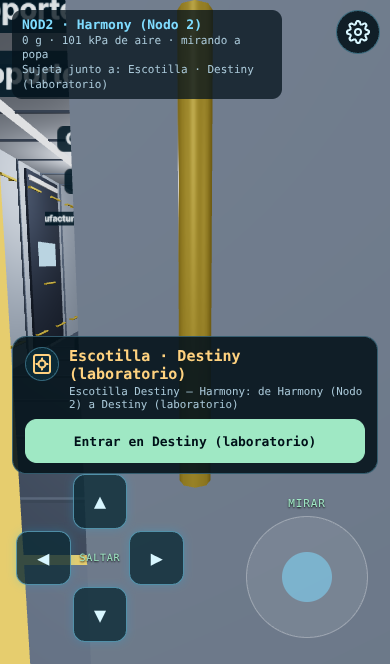 NOD2 · Harmony (Nodo 2)
0 g · 101 kPa de aire · mirando a
popa
Sujeta junto a: Escotilla · Destiny
(laboratorio)
Escotilla · Destiny
(laboratorio)
Escotilla Destiny — Harmony: de Harmony (Nodo
2) a Destiny (laboratorio)
Entrar en Destiny (laboratorio)
SALTAR
MIRAR